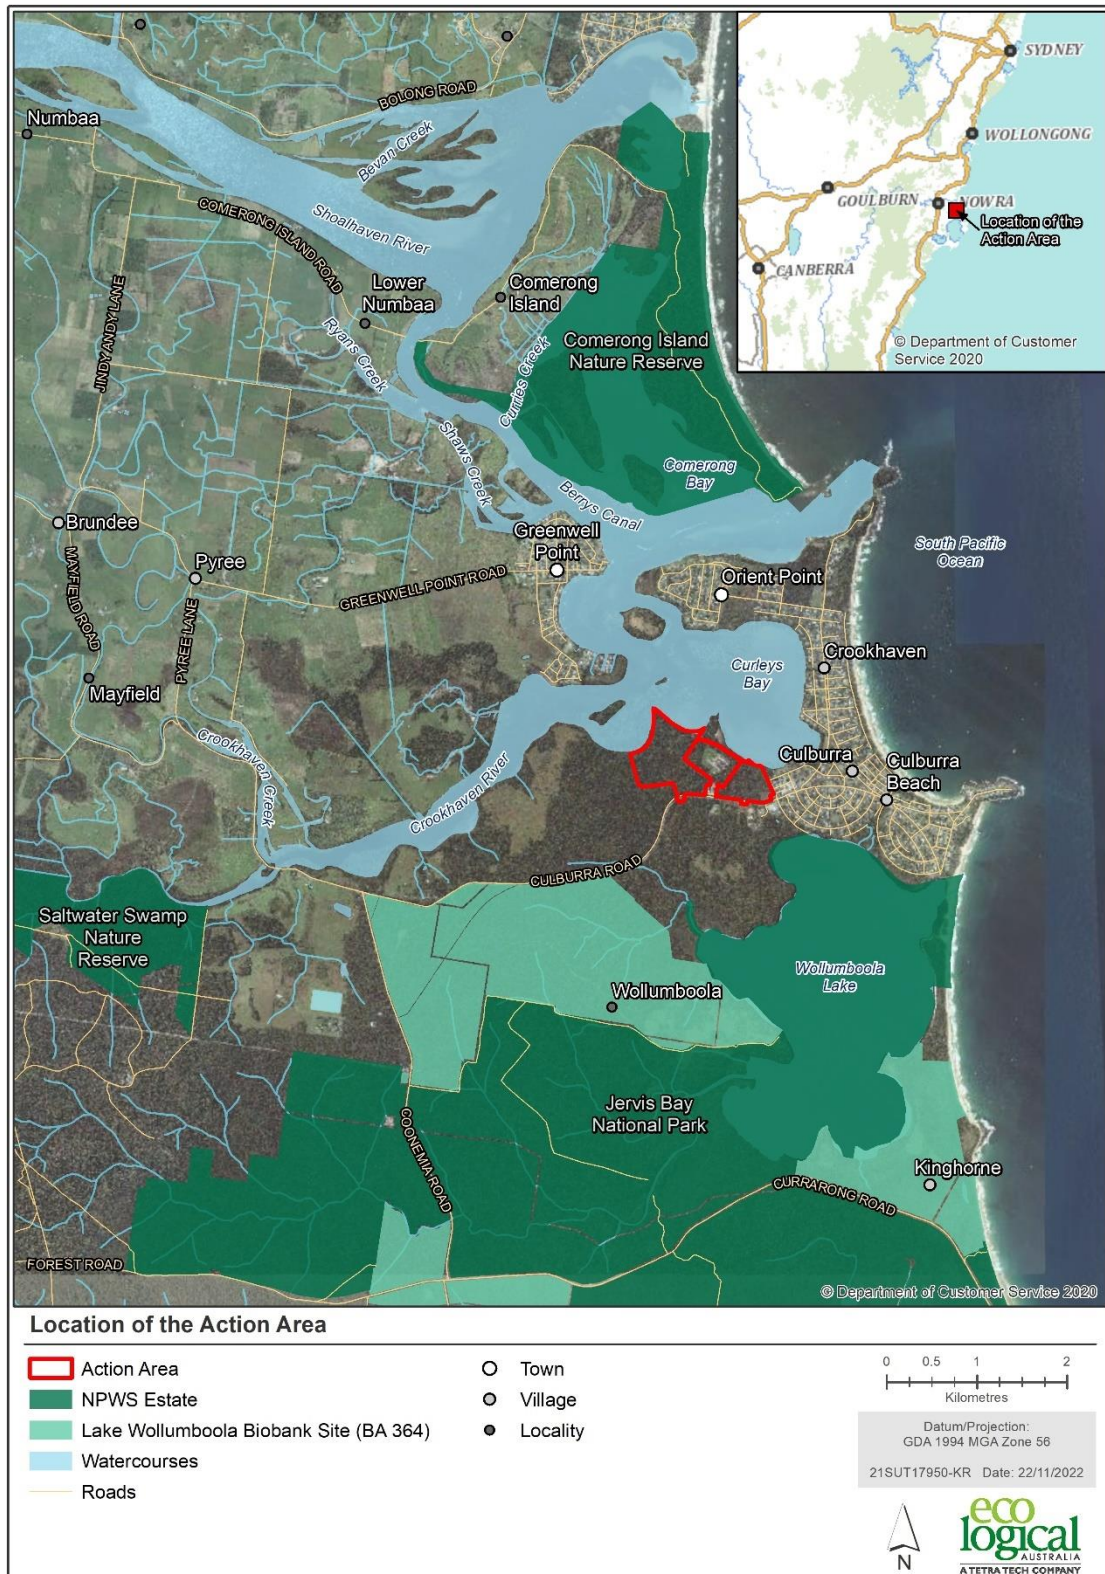 BOLONG ROAD
Numbaa
Bevan Creek
Shoalhaven River
COMERONG ISLAND ROAD
JINDY ANDY LANE
Lower
Numbaa
Comerong
Island
Ryans Creek
Curries Creek
Comerong Island
Nature Reserve
Shaws Creek
Comerong
Bay
Berrys Canal
Brundee
Greenwell
Point
South Pacific
Ocean
Pyree
MAYFIELD ROAD
GREENWELL POINT ROAD
Orient Point
PYREE LANE
Crookhaven
Curleys
Bay
Mayfield
Crookhaven Creek
Crookhaven River
Culburra
Culburra
Beach
CULBURRA ROAD
Saltwater Swamp
Nature
Reserve
Wollumboola
Lake
Wollumboola
Jervis Bay
National Park
COONEMIA ROAD
Kinghorne
CURRARONG ROAD
FOREST ROAD
© Department of Customer Service 2020
SYDNEY
WOLLONGONG
GOULBURN
NOWRA
Location of the
Action Area
CANBERRA
© Department of Customer
Service 2020
Location of the Action Area
Action Area
NPWS Estate
Lake Wollumboola Biobank Site (BA 364)
Watercourses
Roads
Town
Village
Locality
0 0.5 1 2
Kilometres
Datum/Projection:
GDA 1994 MGA Zone 56
21SUT17950-KR Date: 22/11/2022
N
eco
logical
AUSTRALIA
A TETRA TECH COMPANY